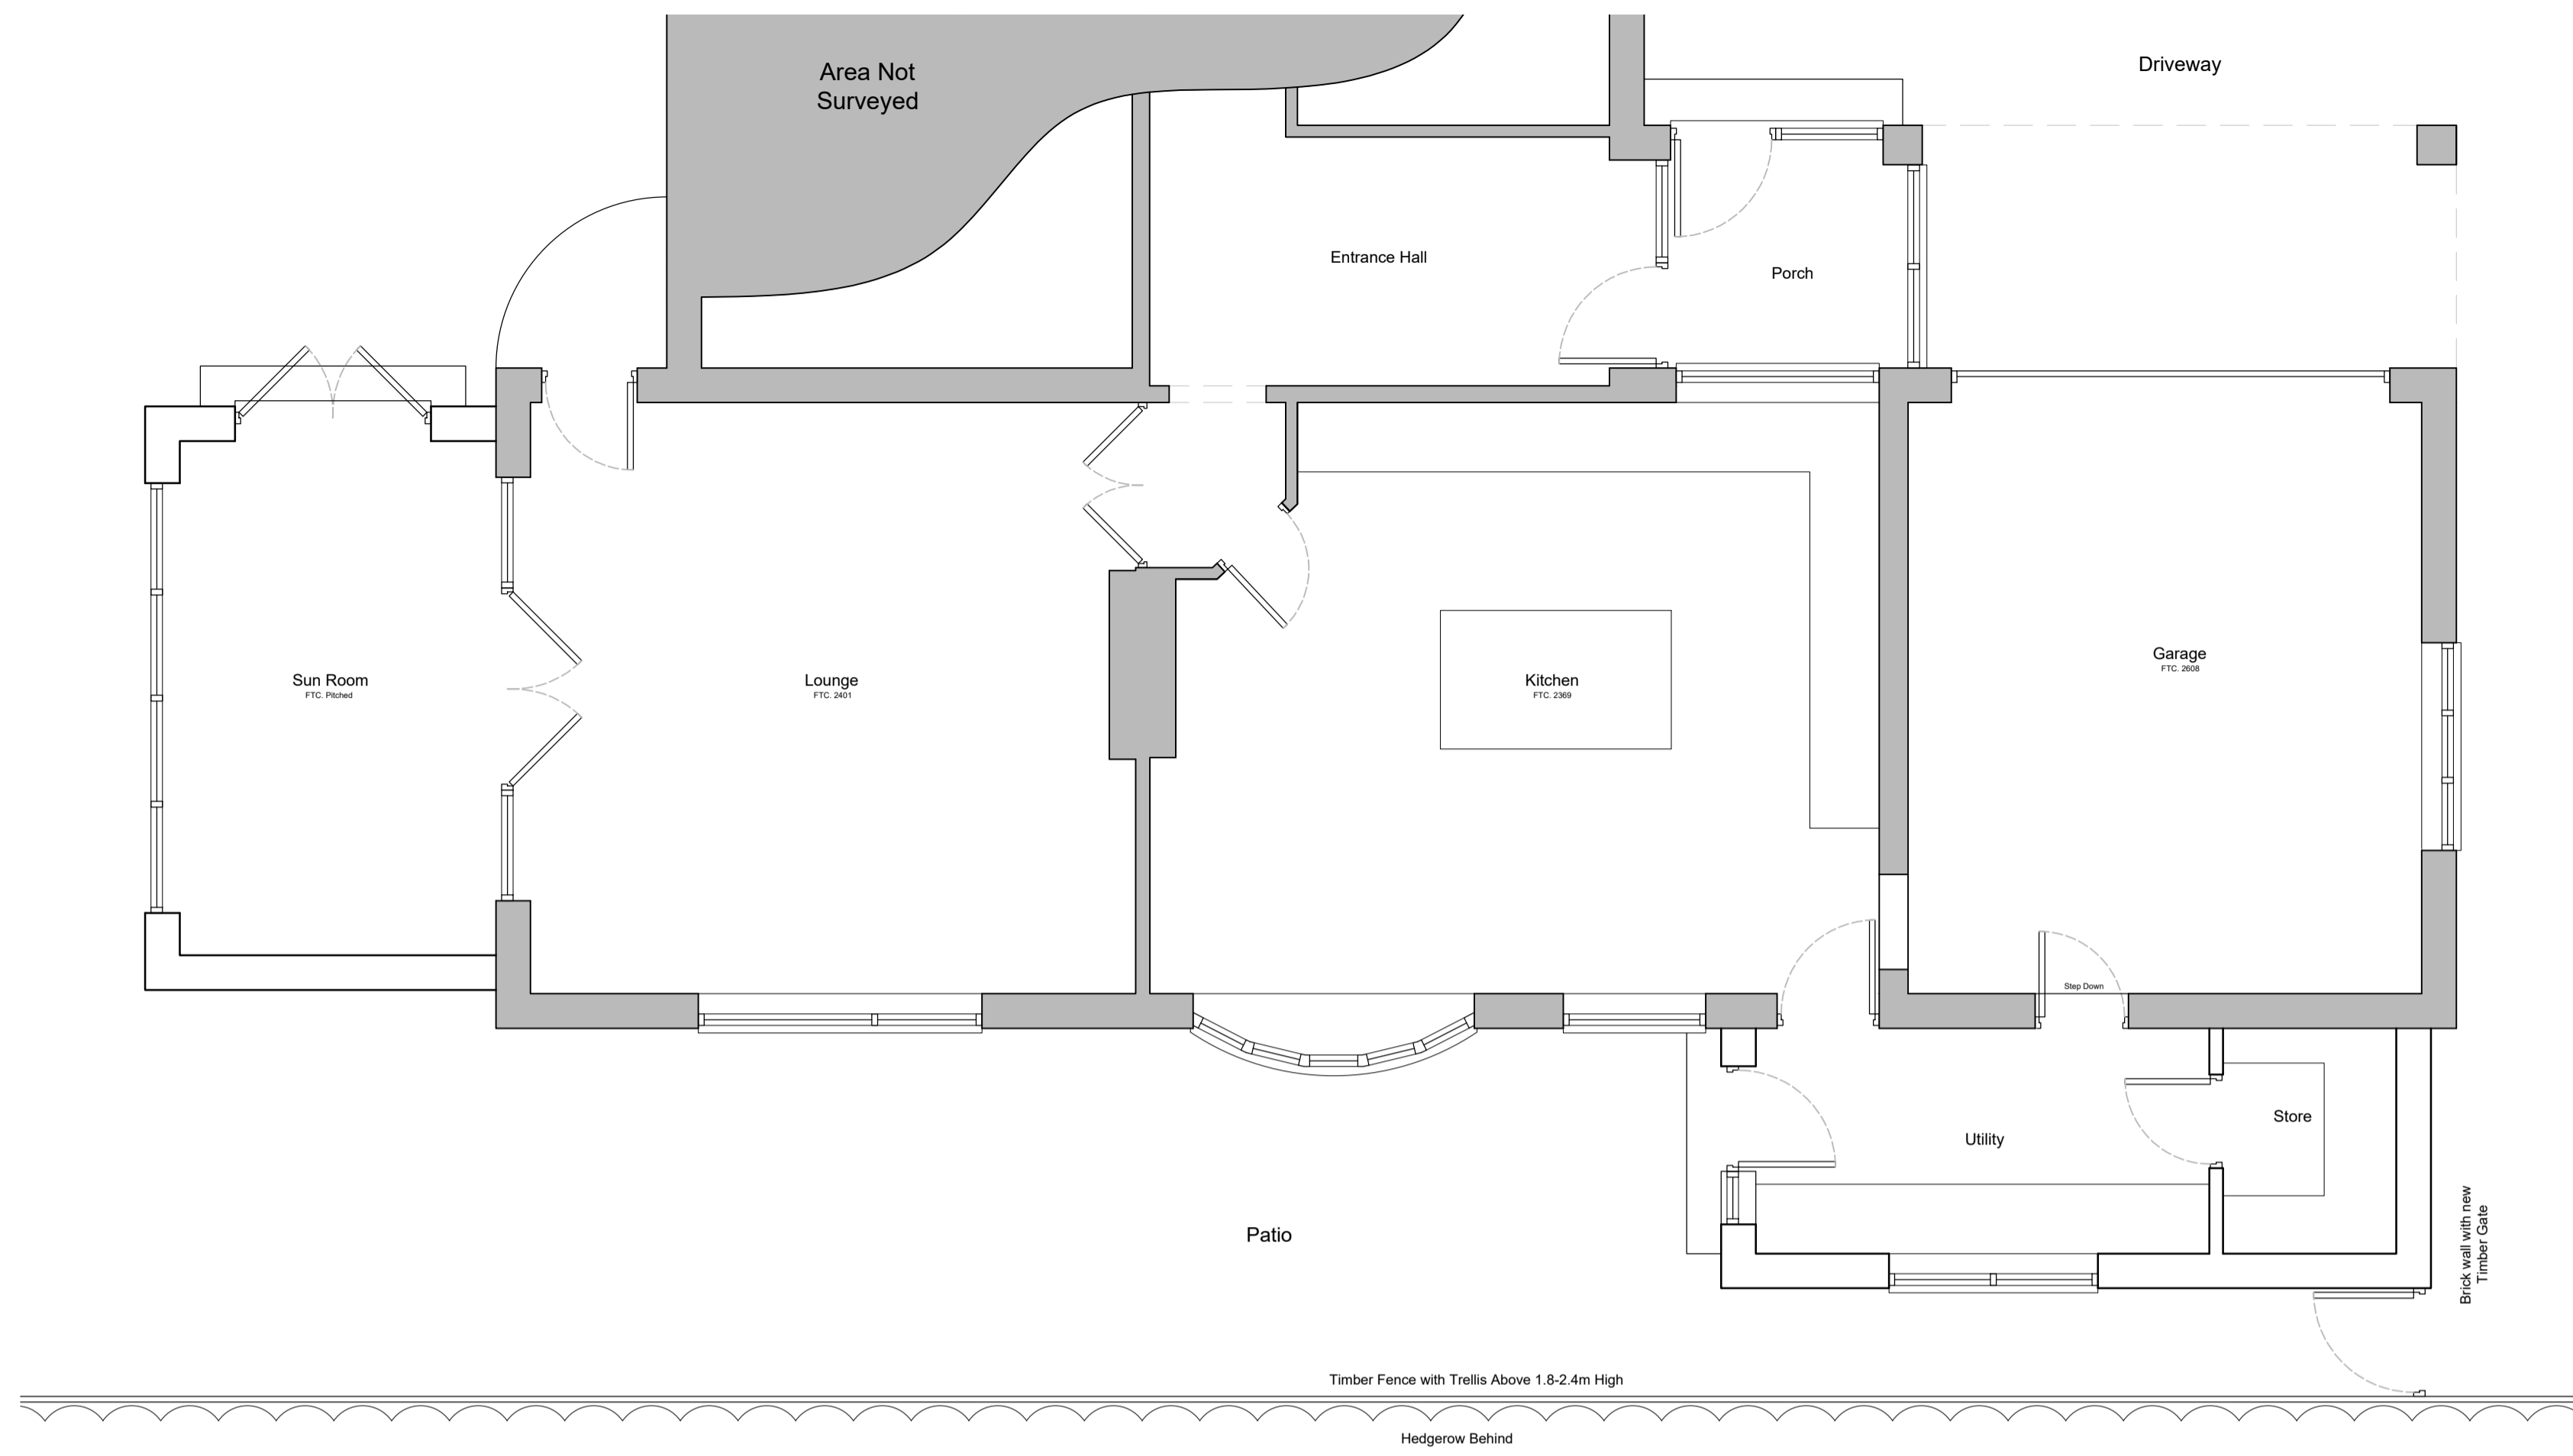 Area Not
Surveyed
Driveway
Entrance Hall
Porch
Sun Room
FTC. Pitched
Lounge
FTC. 2401
Kitchen
FTC. 2369
Garage
FTC. 2608
Step Down
Store
Utility
Patio
Brick wall with new
Timber Gate
Timber Fence with Trellis Above 1.8-2.4m High
Hedgerow Behind